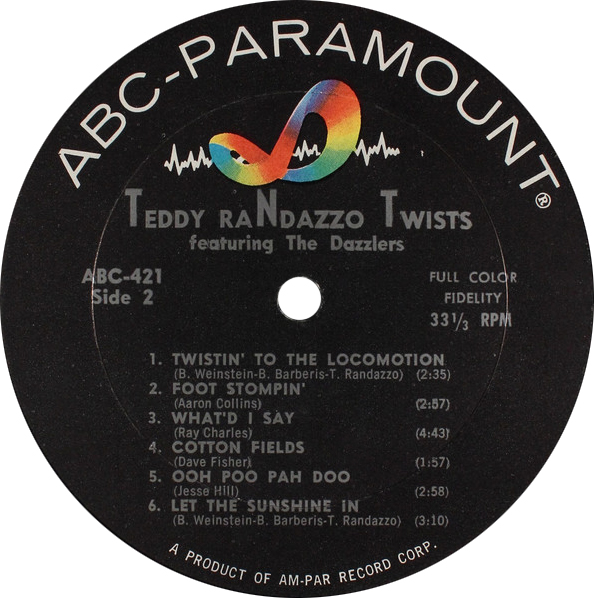 ABC-PARAMOUNT®
TEDDY RANDAZZO TWISTS
featuring The Dazzlers
ABC-421
Side 2
FULL COLOR
FIDELITY
33 1/3 RPM
1. TWISTIN' TO THE LOCOMOTION
(B. Weinstein-B. Barberis-T. Randazzo) (2:35)
2. FOOT STOMPIN'
(Aaron Collins) (2:57)
3. WHAT'D I SAY
(Ray Charles) (4:43)
4. COTTON FIELDS
(Dave Fisher) (1:57)
5. OOH POO PAH DOO
(Jesse Hill) (2:58)
6. LET THE SUNSHINE IN
(B. Weinstein-B. Barberis-T. Randazzo) (3:10)
A PRODUCT OF AM-PAR RECORD CORP.